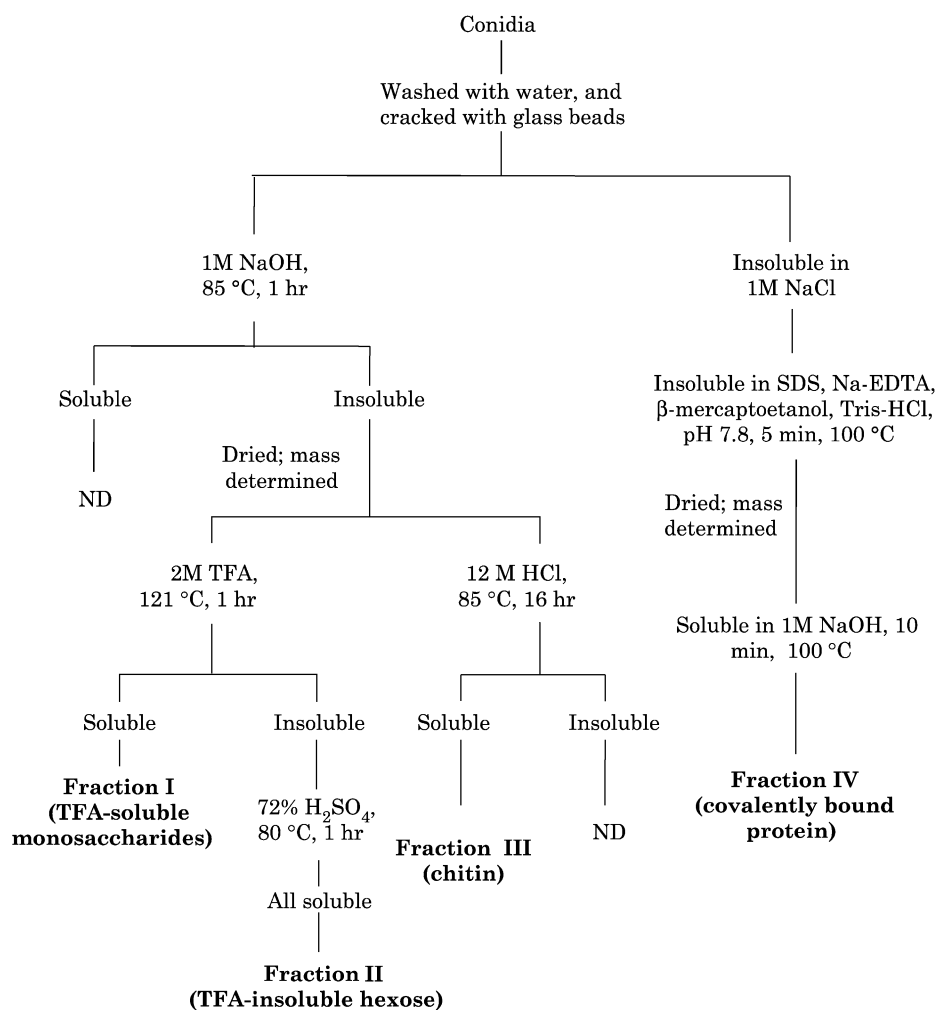 Conidia
Washed with water, and
cracked with glass beads
1M NaOH,
85 °C, 1 hr
Insoluble in
1M NaCl
Soluble
Insoluble
Insoluble in SDS, Na-EDTA,
β-mercaptoetanol, Tris-HCl,
pH 7.8, 5 min, 100 °C
Dried; mass
determined
ND
Dried; mass
determined
2M TFA,
121 °C, 1 hr
12 M HCl,
85 °C, 16 hr
Soluble in 1M NaOH, 10
min, 100 °C
Soluble
Insoluble
Soluble
Insoluble
Fraction I
(TFA-soluble
monosaccharides)
72% H₂SO₄,
80 °C, 1 hr
Fraction III
(chitin)
ND
Fraction IV
(covalently bound
protein)
All soluble
Fraction II
(TFA-insoluble hexose)